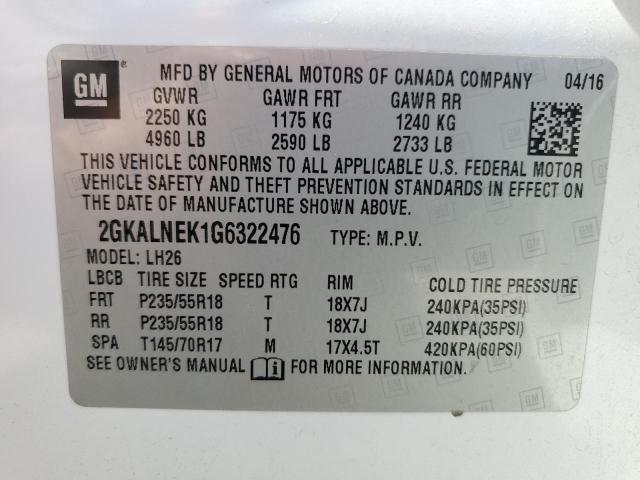 GM ® MFD BY GENERAL MOTORS OF CANADA COMPANY 04/16
GVWR GAWR FRT GAWR RR
2250 KG 1175 KG 1240 KG
4960 LB 2590 LB 2733 LB
THIS VEHICLE CONFORMS TO ALL APPLICABLE U.S. FEDERAL MOTOR
VEHICLE SAFETY AND THEFT PREVENTION STANDARDS IN EFFECT ON
THE DATE OF MANUFACTURE SHOWN ABOVE.
2GKALNEK1G6322476 TYPE: M.P.V.
MODEL: LH26
LBCB TIRE SIZE SPEED RTG RIM COLD TIRE PRESSURE
FRT P235/55R18 T 18X7J 240KPA(35PSI)
RR P235/55R18 T 18X7J 240KPA(35PSI)
SPA T145/70R17 M 17X4.5T 420KPA(60PSI)
SEE OWNER'S MANUAL FOR MORE INFORMATION.